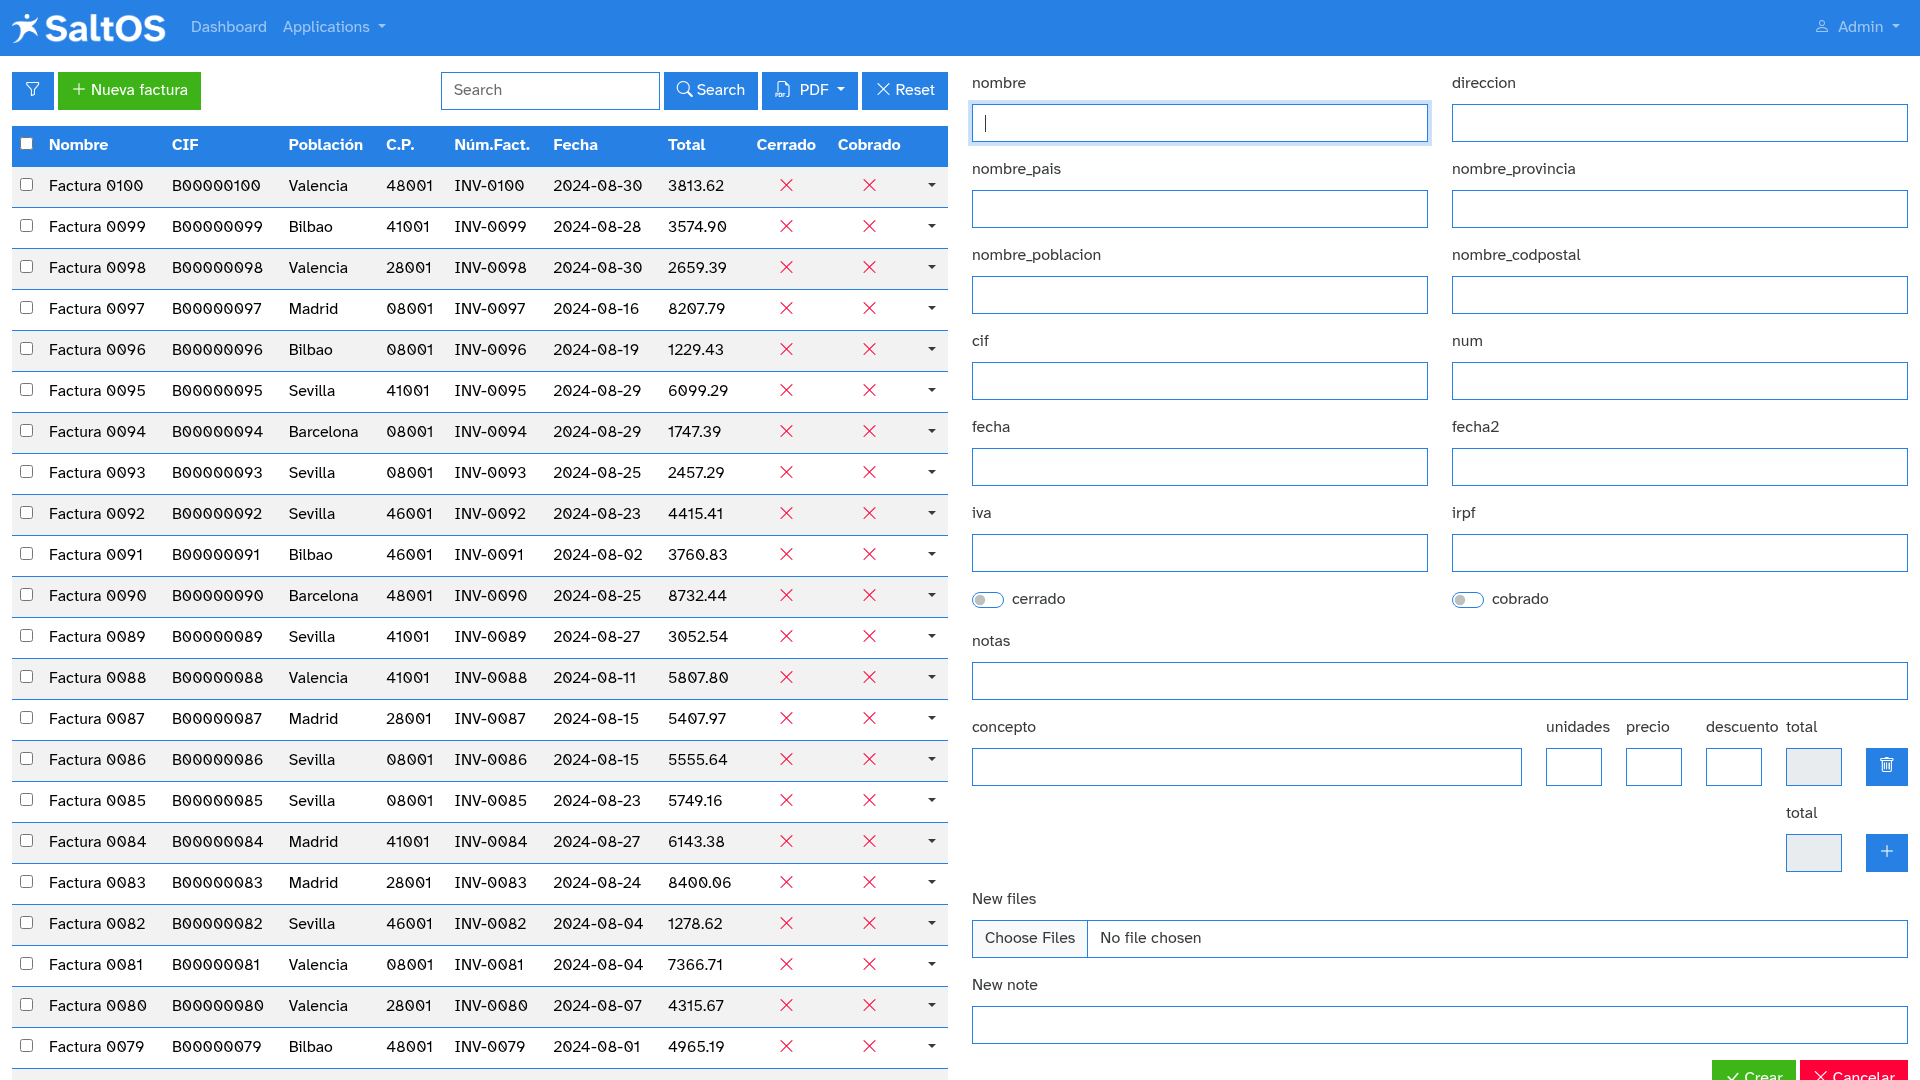 SaltOS Dashboard Applications Admin
Nueva factura Search Search PDF Reset
Nombre CIF Población C.P. Núm.Fact. Fecha Total Cerrado Cobrado
Factura 0100 B00000100 Valencia 48001 INV-0100 2024-08-30 3813.62
Factura 0099 B00000099 Bilbao 41001 INV-0099 2024-08-28 3574.90
Factura 0098 B00000098 Valencia 28001 INV-0098 2024-08-30 2659.39
Factura 0097 B00000097 Madrid 08001 INV-0097 2024-08-16 8207.79
Factura 0096 B00000096 Bilbao 08001 INV-0096 2024-08-19 1229.43
Factura 0095 B00000095 Sevilla 41001 INV-0095 2024-08-29 6099.29
Factura 0094 B00000094 Barcelona 08001 INV-0094 2024-08-29 1747.39
Factura 0093 B00000093 Sevilla 08001 INV-0093 2024-08-25 2457.29
Factura 0092 B00000092 Sevilla 46001 INV-0092 2024-08-23 4415.41
Factura 0091 B00000091 Bilbao 46001 INV-0091 2024-08-02 3760.83
Factura 0090 B00000090 Barcelona 48001 INV-0090 2024-08-25 8732.44
Factura 0089 B00000089 Sevilla 41001 INV-0089 2024-08-27 3052.54
Factura 0088 B00000088 Valencia 41001 INV-0088 2024-08-11 5807.80
Factura 0087 B00000087 Madrid 28001 INV-0087 2024-08-15 5407.97
Factura 0086 B00000086 Sevilla 08001 INV-0086 2024-08-15 5555.64
Factura 0085 B00000085 Sevilla 08001 INV-0085 2024-08-23 5749.16
Factura 0084 B00000084 Madrid 41001 INV-0084 2024-08-27 6143.38
Factura 0083 B00000083 Madrid 28001 INV-0083 2024-08-24 8400.06
Factura 0082 B00000082 Sevilla 46001 INV-0082 2024-08-04 1278.62
Factura 0081 B00000081 Valencia 08001 INV-0081 2024-08-04 7366.71
Factura 0080 B00000080 Valencia 28001 INV-0080 2024-08-07 4315.67
Factura 0079 B00000079 Bilbao 48001 INV-0079 2024-08-01 4965.19
nombre direccion
nombre_pais nombre_provincia
nombre_poblacion nombre_codpostal
cif num
fecha fecha2
iva irpf
cerrado cobrado
notas
concepto unidades precio descuento total
total
New files
Choose Files No file chosen
New note
Crear Cancelar